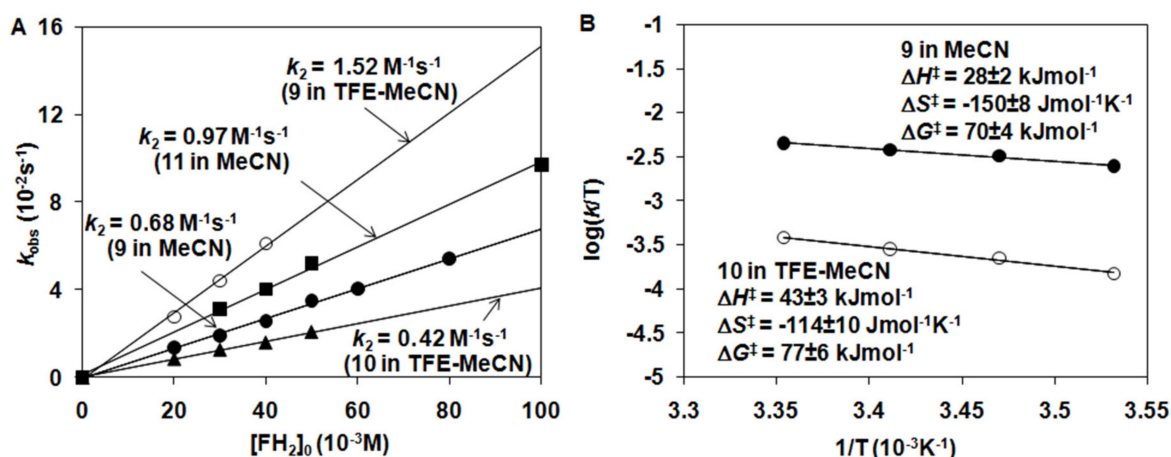 A
k_obs (10⁻²s⁻¹)
16
12
8
4
0
k₂ = 1.52 M⁻¹s⁻¹
(9 in TFE-MeCN)
k₂ = 0.97 M⁻¹s⁻¹
(11 in MeCN)
k₂ = 0.68 M⁻¹s⁻¹
(9 in MeCN)
k₂ = 0.42 M⁻¹s⁻¹
(10 in TFE-MeCN)
0 20 40 60 80 100
[FH₂]₀ (10⁻³M)
B
log(k/T)
-1
-1.5
-2
-2.5
-3
-3.5
-4
-4.5
-5
9 in MeCN
ΔH‡ = 28±2 kJmol⁻¹
ΔS‡ = -150±8 Jmol⁻¹K⁻¹
ΔG‡ = 70±4 kJmol⁻¹
10 in TFE-MeCN
ΔH‡ = 43±3 kJmol⁻¹
ΔS‡ = -114±10 Jmol⁻¹K⁻¹
ΔG‡ = 77±6 kJmol⁻¹
3.3 3.35 3.4 3.45 3.5 3.55
1/T (10⁻³K⁻¹)